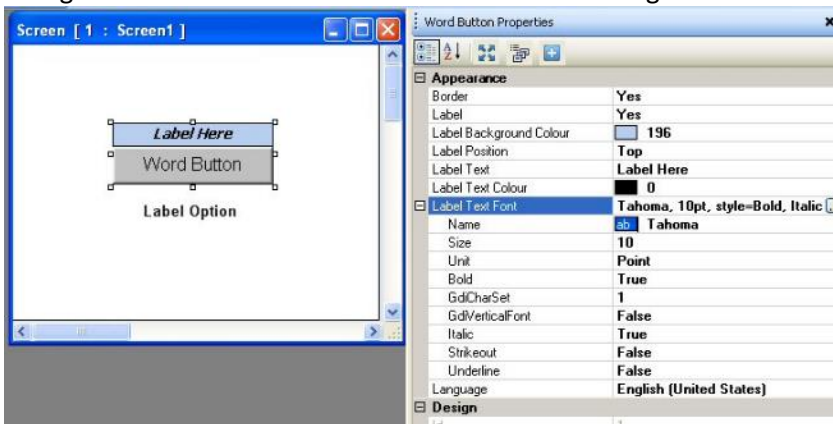 Screen [ 1 : Screen1 ]
Label Here
Word Button
Label Option
Word Button Properties
Appearance
Border Yes
Label Yes
Label Background Colour 196
Label Position Top
Label Text Label Here
Label Text Colour 0
Label Text Font Tahoma, 10pt, style=Bold, Italic
Name ab Tahoma
Size 10
Unit Point
Bold True
GdiCharSet 1
GdiVerticalFont False
Italic True
Strikeout False
Underline False
Language English (United States)
Design